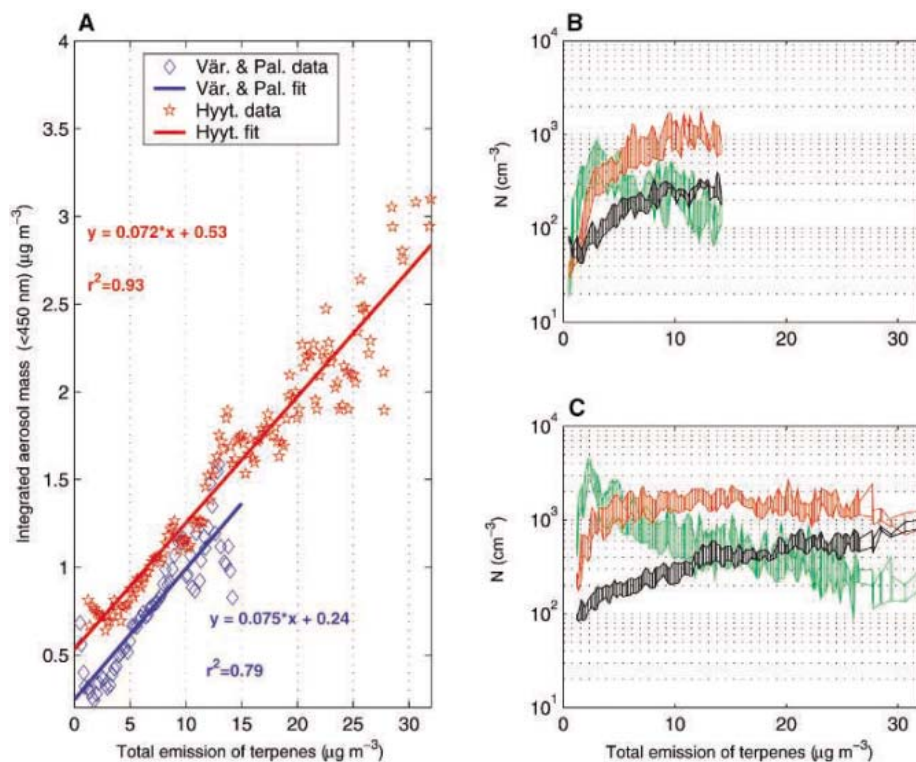 A
Integrated aerosol mass (<450 nm) (µg m⁻³)
4
3.5
3
2.5
2
1.5
1
0.5
Vär. & Pal. data
Vär. & Pal. fit
Hyyt. data
Hyyt. fit
y = 0.072*x + 0.53
r²=0.93
y = 0.075*x + 0.24
r²=0.79
0 5 10 15 20 25 30
Total emission of terpenes (µg m⁻³)
B
N (cm⁻³)
10⁴
10³
10²
10¹
0 10 20 30
C
N (cm⁻³)
10⁴
10³
10²
10¹
0 10 20 30
Total emission of terpenes (µg m⁻³)